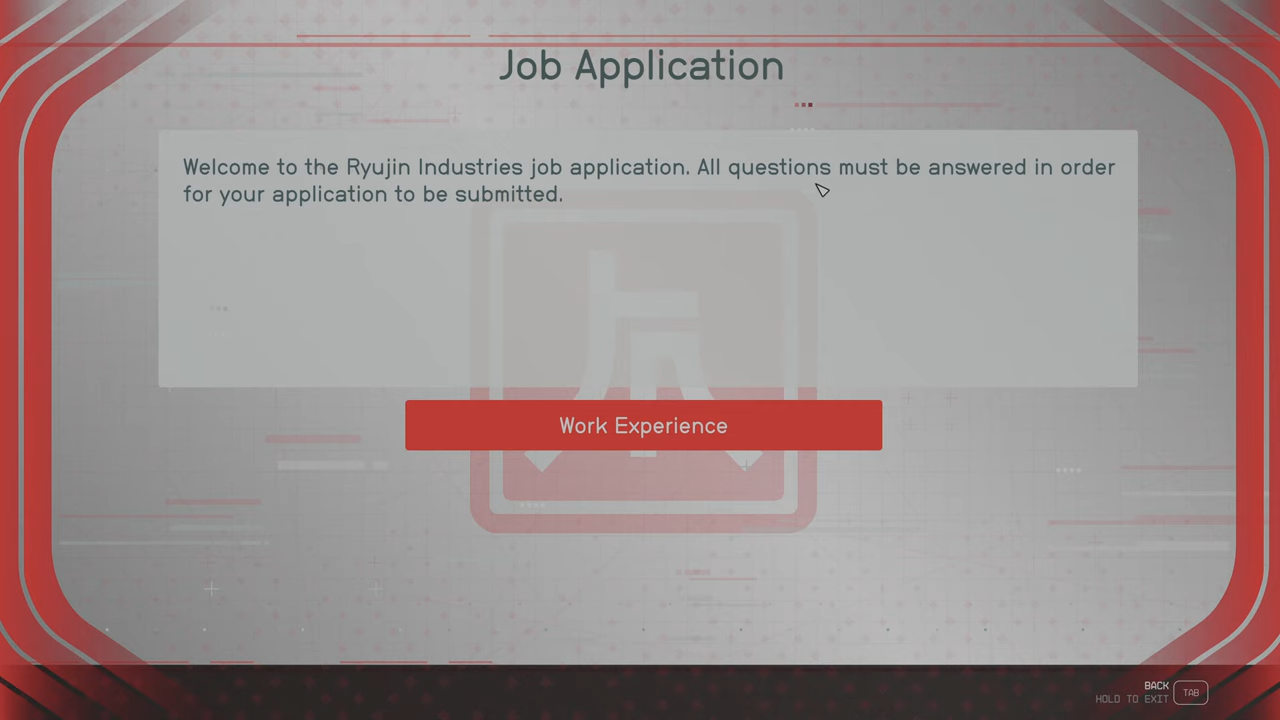 Job Application
Welcome to the Ryujin Industries job application. All questions must be answered in order
for your application to be submitted.
Work Experience
BACK
HOLD TO EXIT
TAB